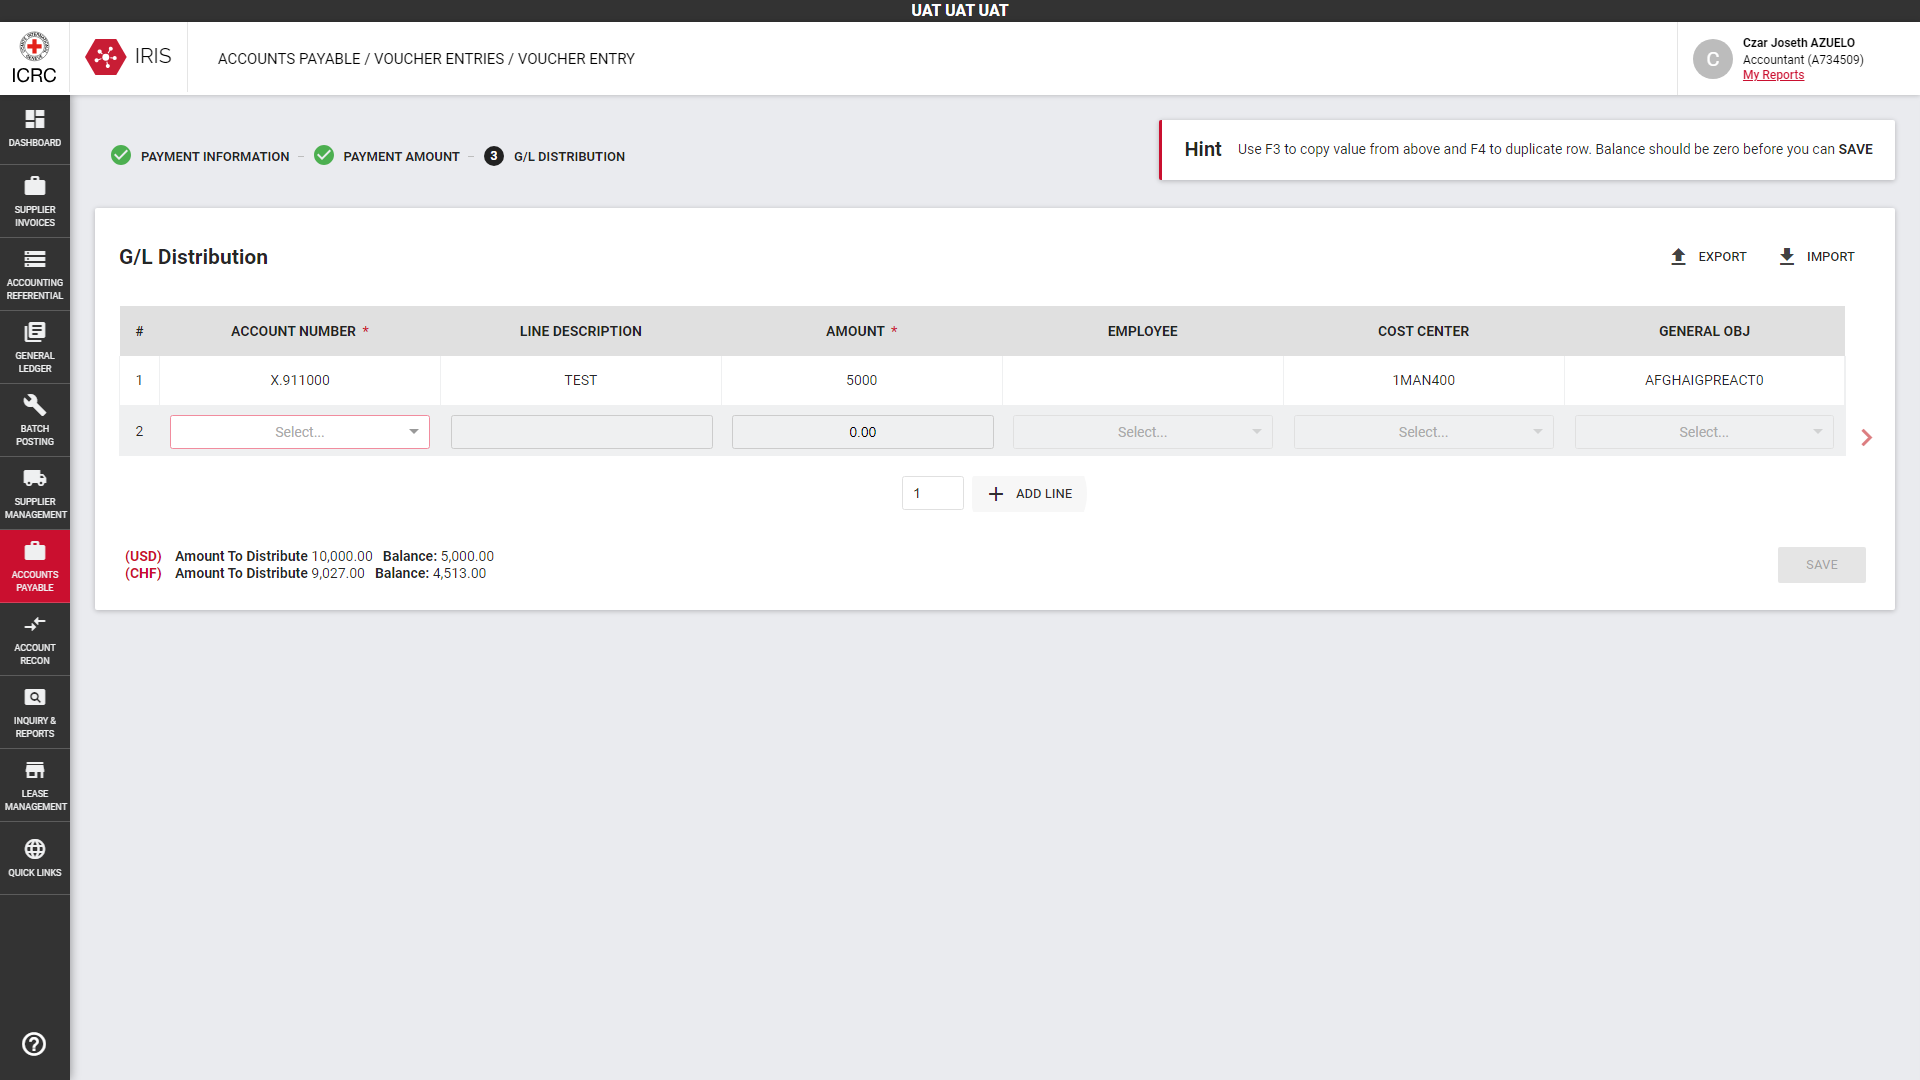 UAT UAT UAT
ICRC
IRIS
ACCOUNTS PAYABLE / VOUCHER ENTRIES / VOUCHER ENTRY
C
Czar Joseth AZUELO
Accountant (A734509)
My Reports
DASHBOARD
SUPPLIER
INVOICES
ACCOUNTING
REFERENTIAL
GENERAL
LEDGER
BATCH
POSTING
SUPPLIER
MANAGEMENT
ACCOUNTS
PAYABLE
ACCOUNT
RECON
INQUIRY &
REPORTS
LEASE
MANAGEMENT
QUICK LINKS
PAYMENT INFORMATION PAYMENT AMOUNT 3 G/L DISTRIBUTION
Hint Use F3 to copy value from above and F4 to duplicate row. Balance should be zero before you can SAVE
G/L Distribution
EXPORT IMPORT
# ACCOUNT NUMBER * LINE DESCRIPTION AMOUNT * EMPLOYEE COST CENTER GENERAL OBJ
1 X.911000 TEST 5000 1MAN400 AFGHAIGPREACT0
2 Select... 0.00 Select... Select... Select...
1 ADD LINE
(USD) Amount To Distribute 10,000.00 Balance: 5,000.00
(CHF) Amount To Distribute 9,027.00 Balance: 4,513.00
SAVE